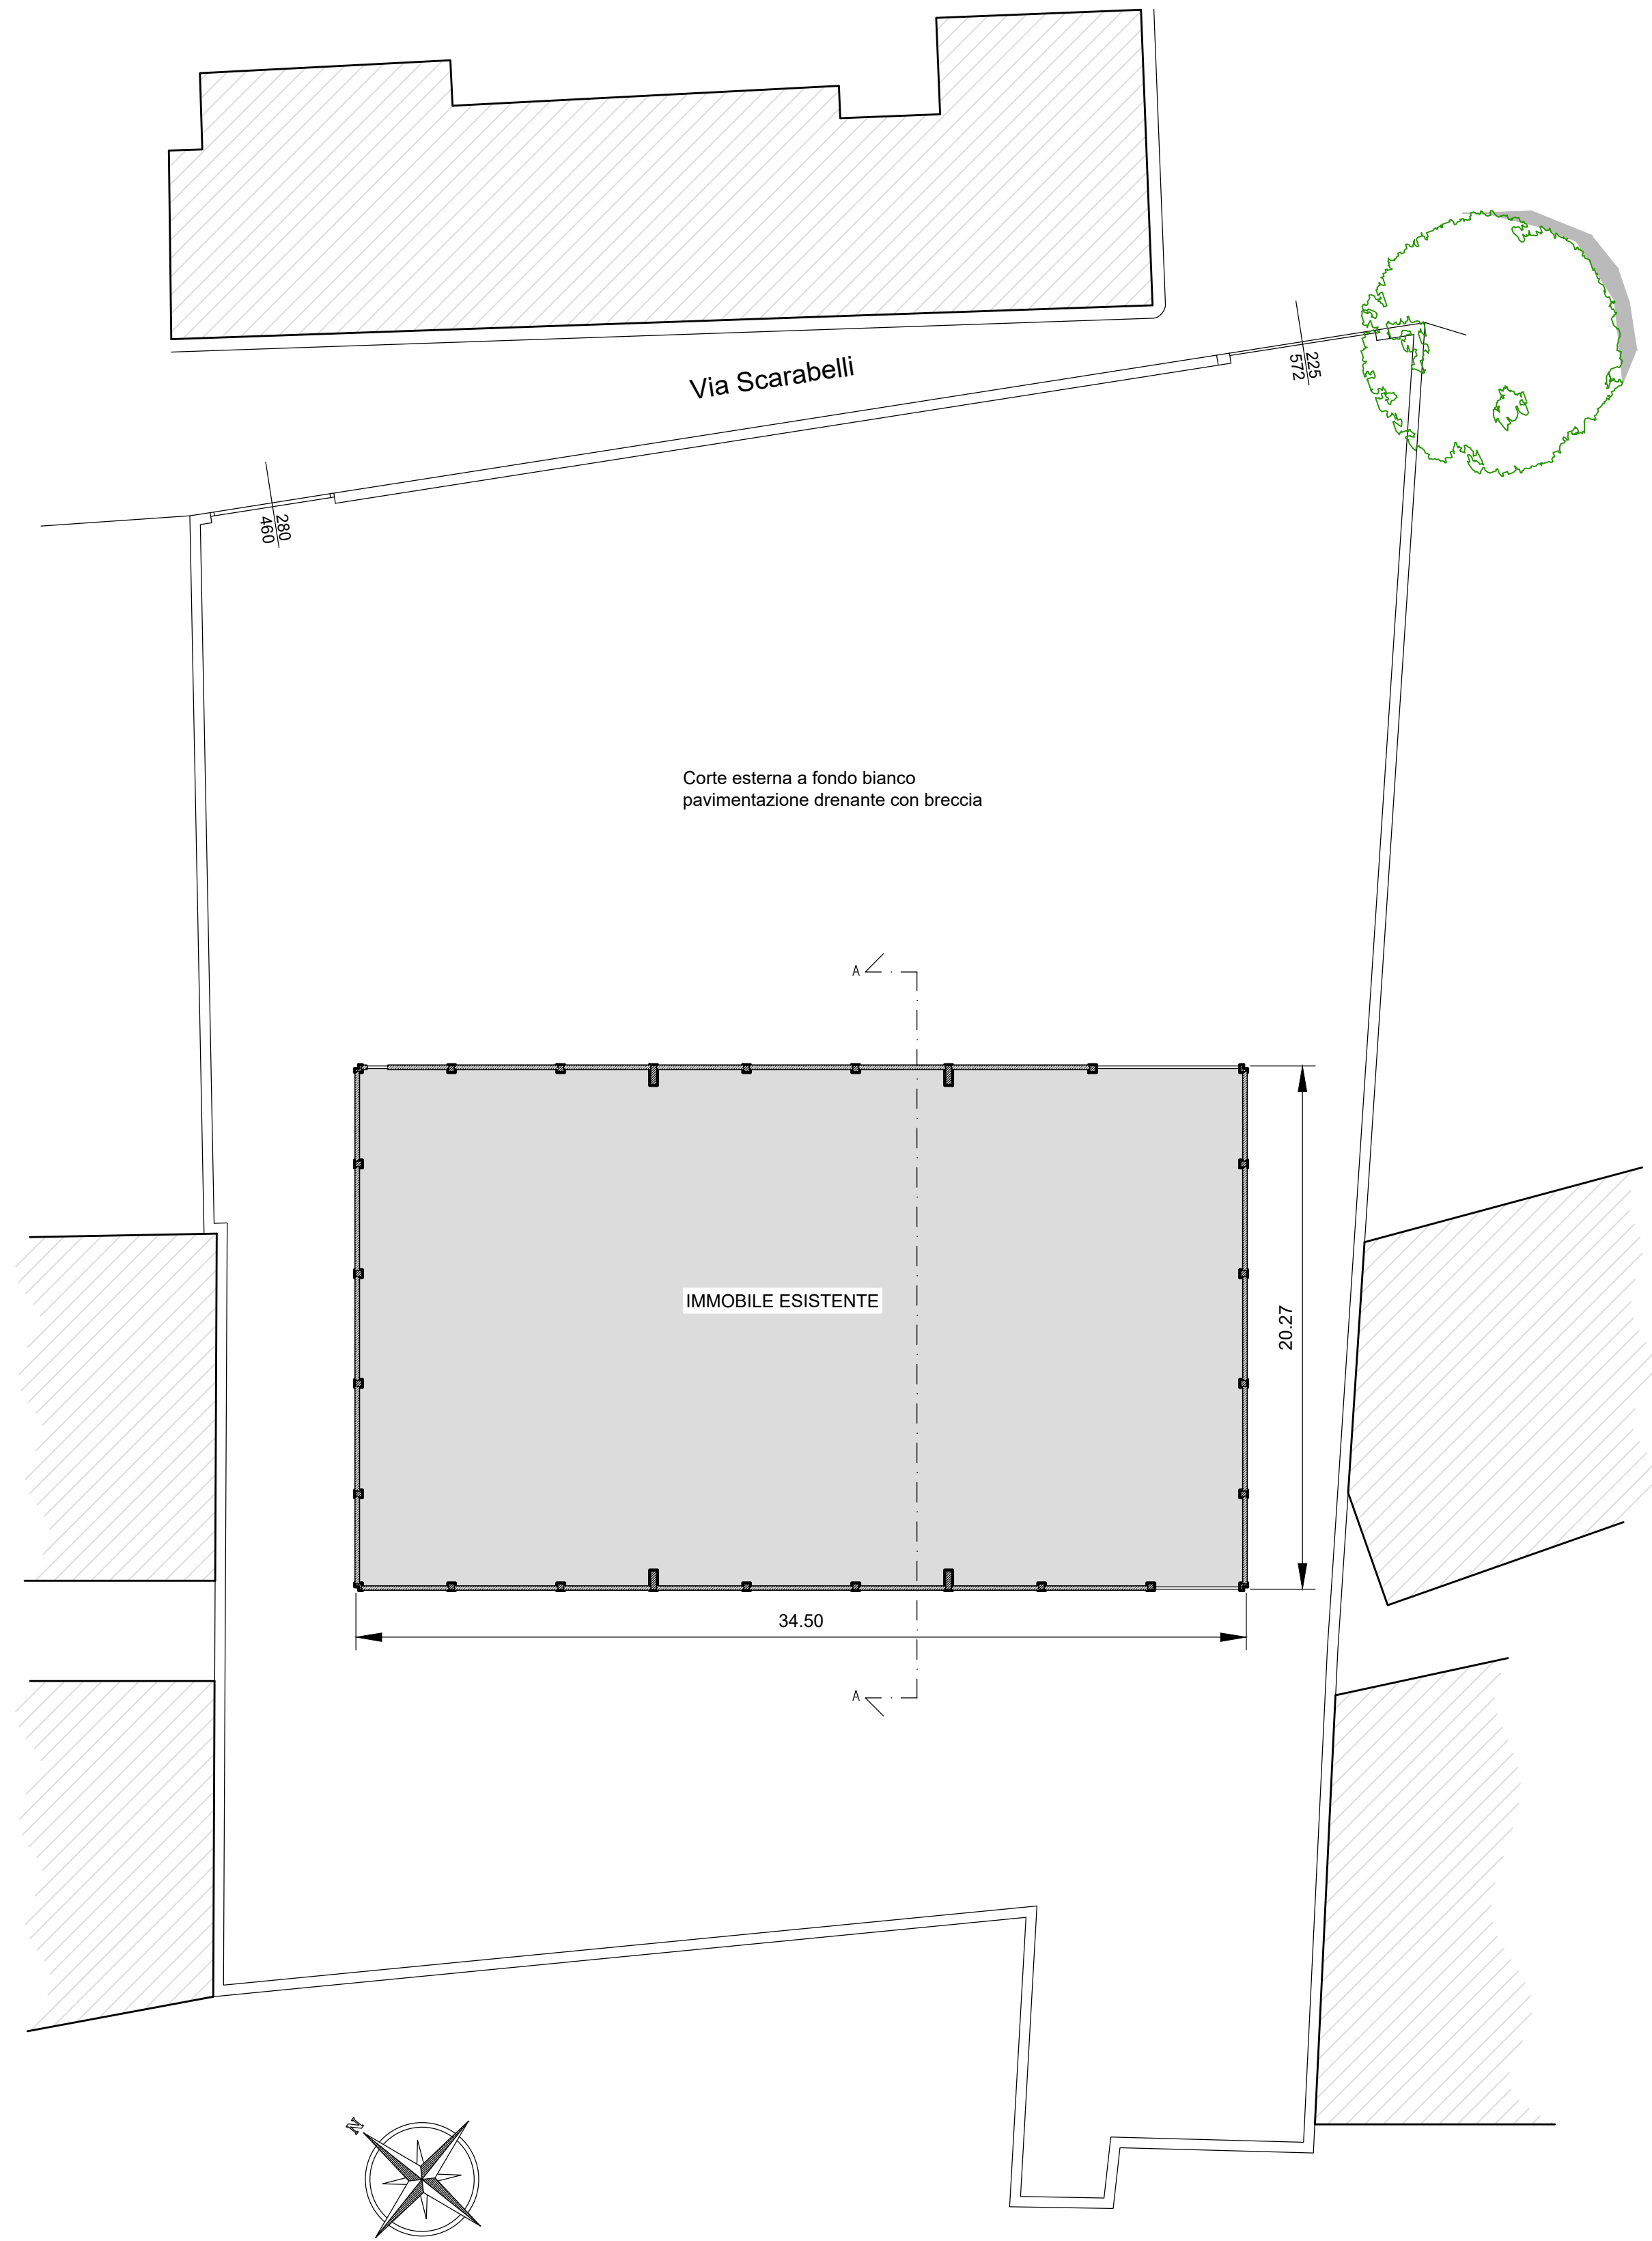 Via Scarabelli
225
572
280
460
Corte esterna a fondo bianco
pavimentazione drenante con breccia
A
IMMOBILE ESISTENTE
20.27
34.50
A
N